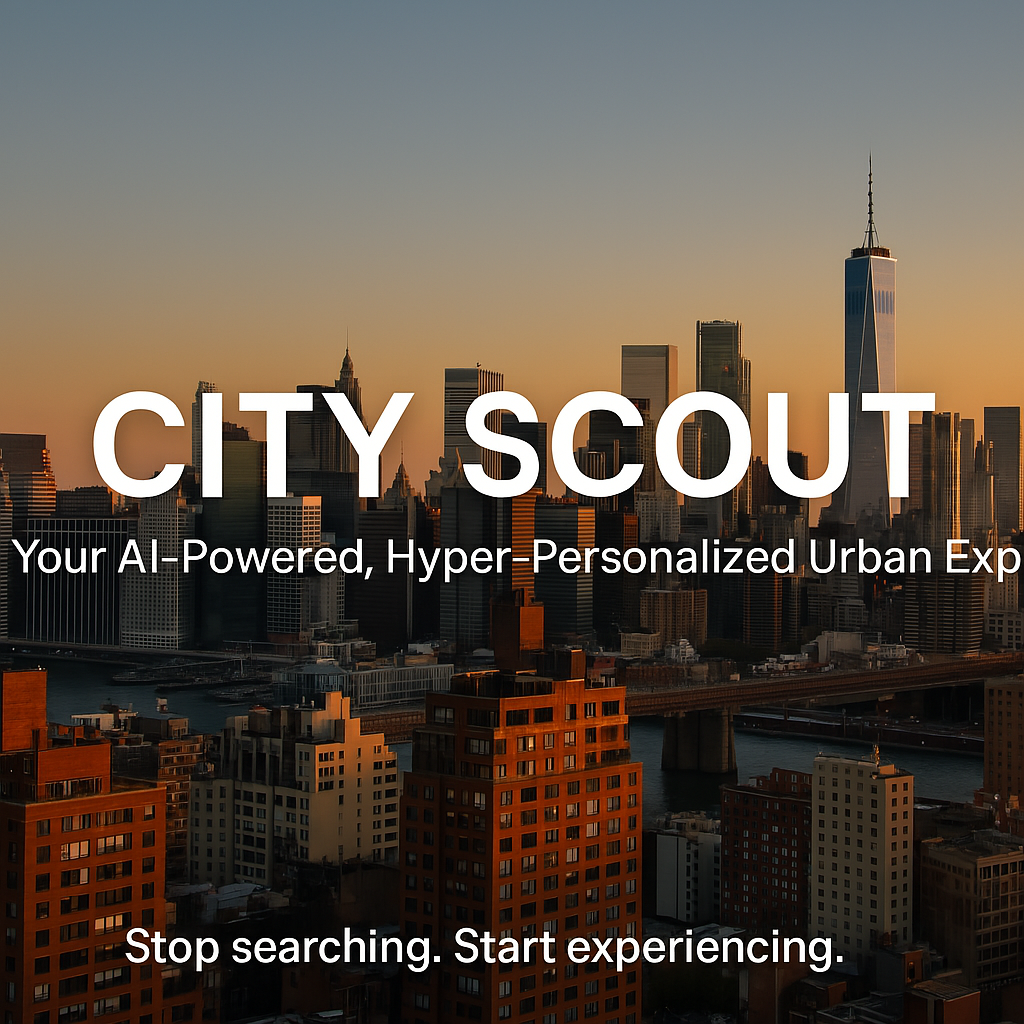 CITY SCOUT
Your AI-Powered, Hyper-Personalized Urban Exp
Stop searching. Start experiencing.